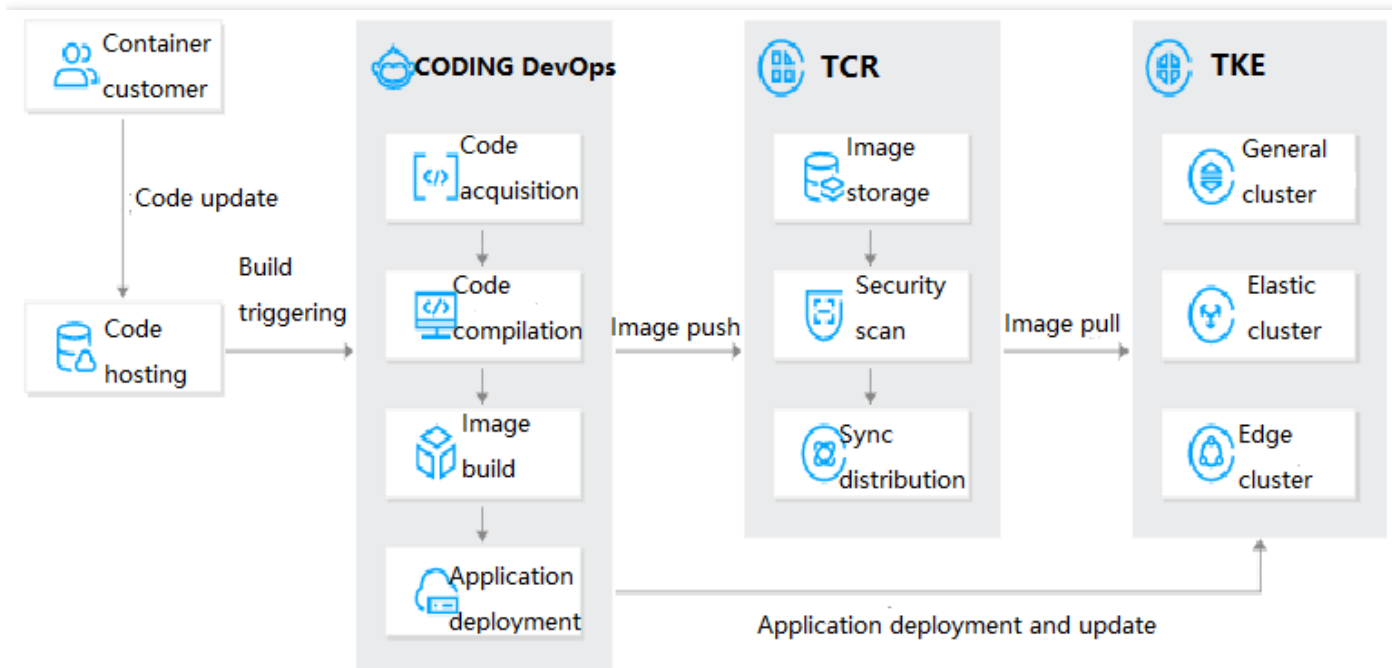 Container
customer
Code update
Code
hosting
Build
triggering
CODING DevOps
Code
acquisition
Code
compilation
Image
build
Application
deployment
Image push
TCR
Image
storage
Security
scan
Sync
distribution
Image pull
TKE
General
cluster
Elastic
cluster
Edge
cluster
Application deployment and update